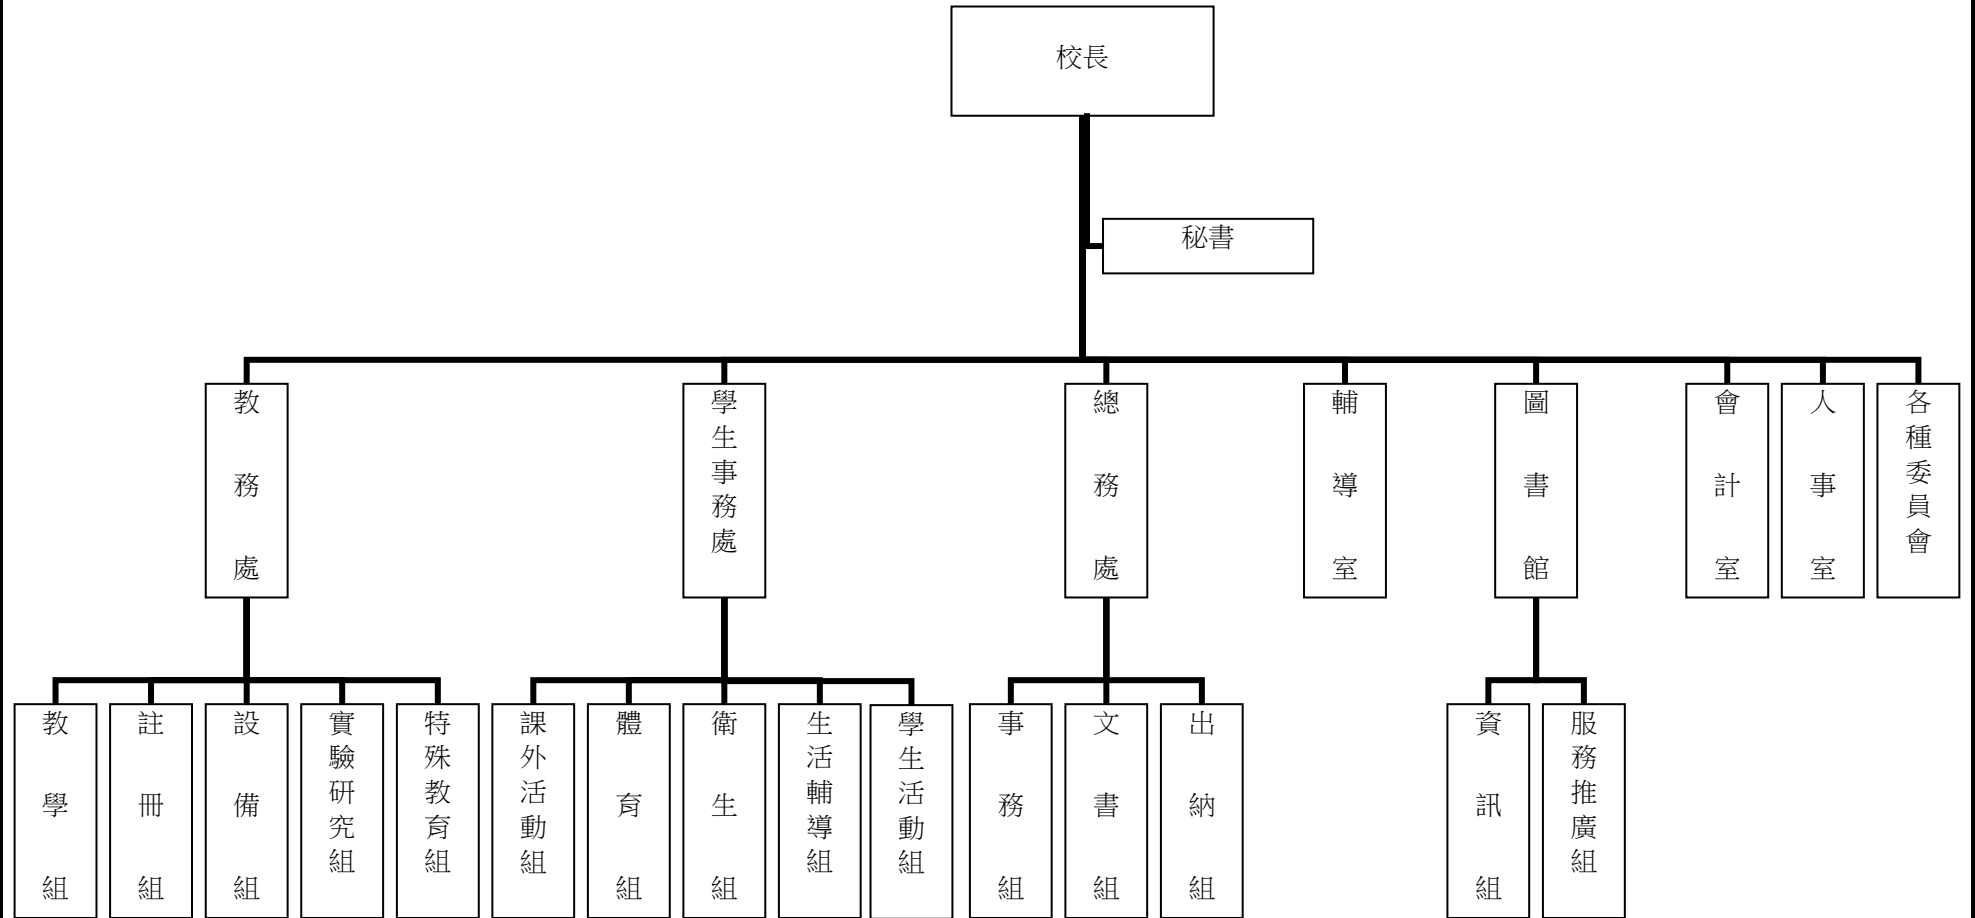 校長
秘書
教務處
學生事務處
總務處
輔導室
圖書館
會計室
人事室
各種委員會
教學組
註冊組
設備組
實驗研究組
特殊教育組
課外活動組
體育組
衛生組
生活輔導組
學生活動組
事務組
文書組
出納組
資訊組
服務推廣組